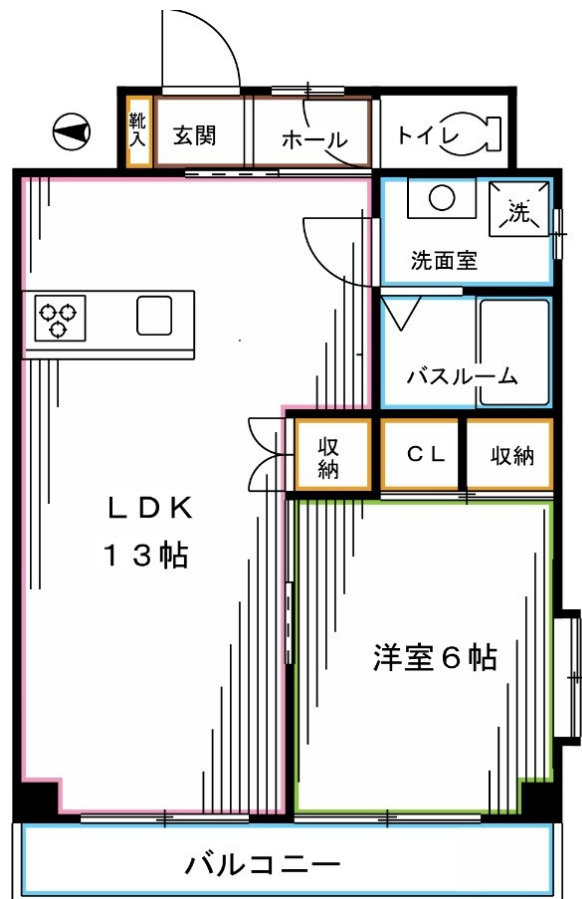 靴入
玄関
ホール
トイレ
洗
洗面室
バスルーム
収納
ＣＬ
収納
ＬＤＫ
１３帖
洋室６帖
バルコニー